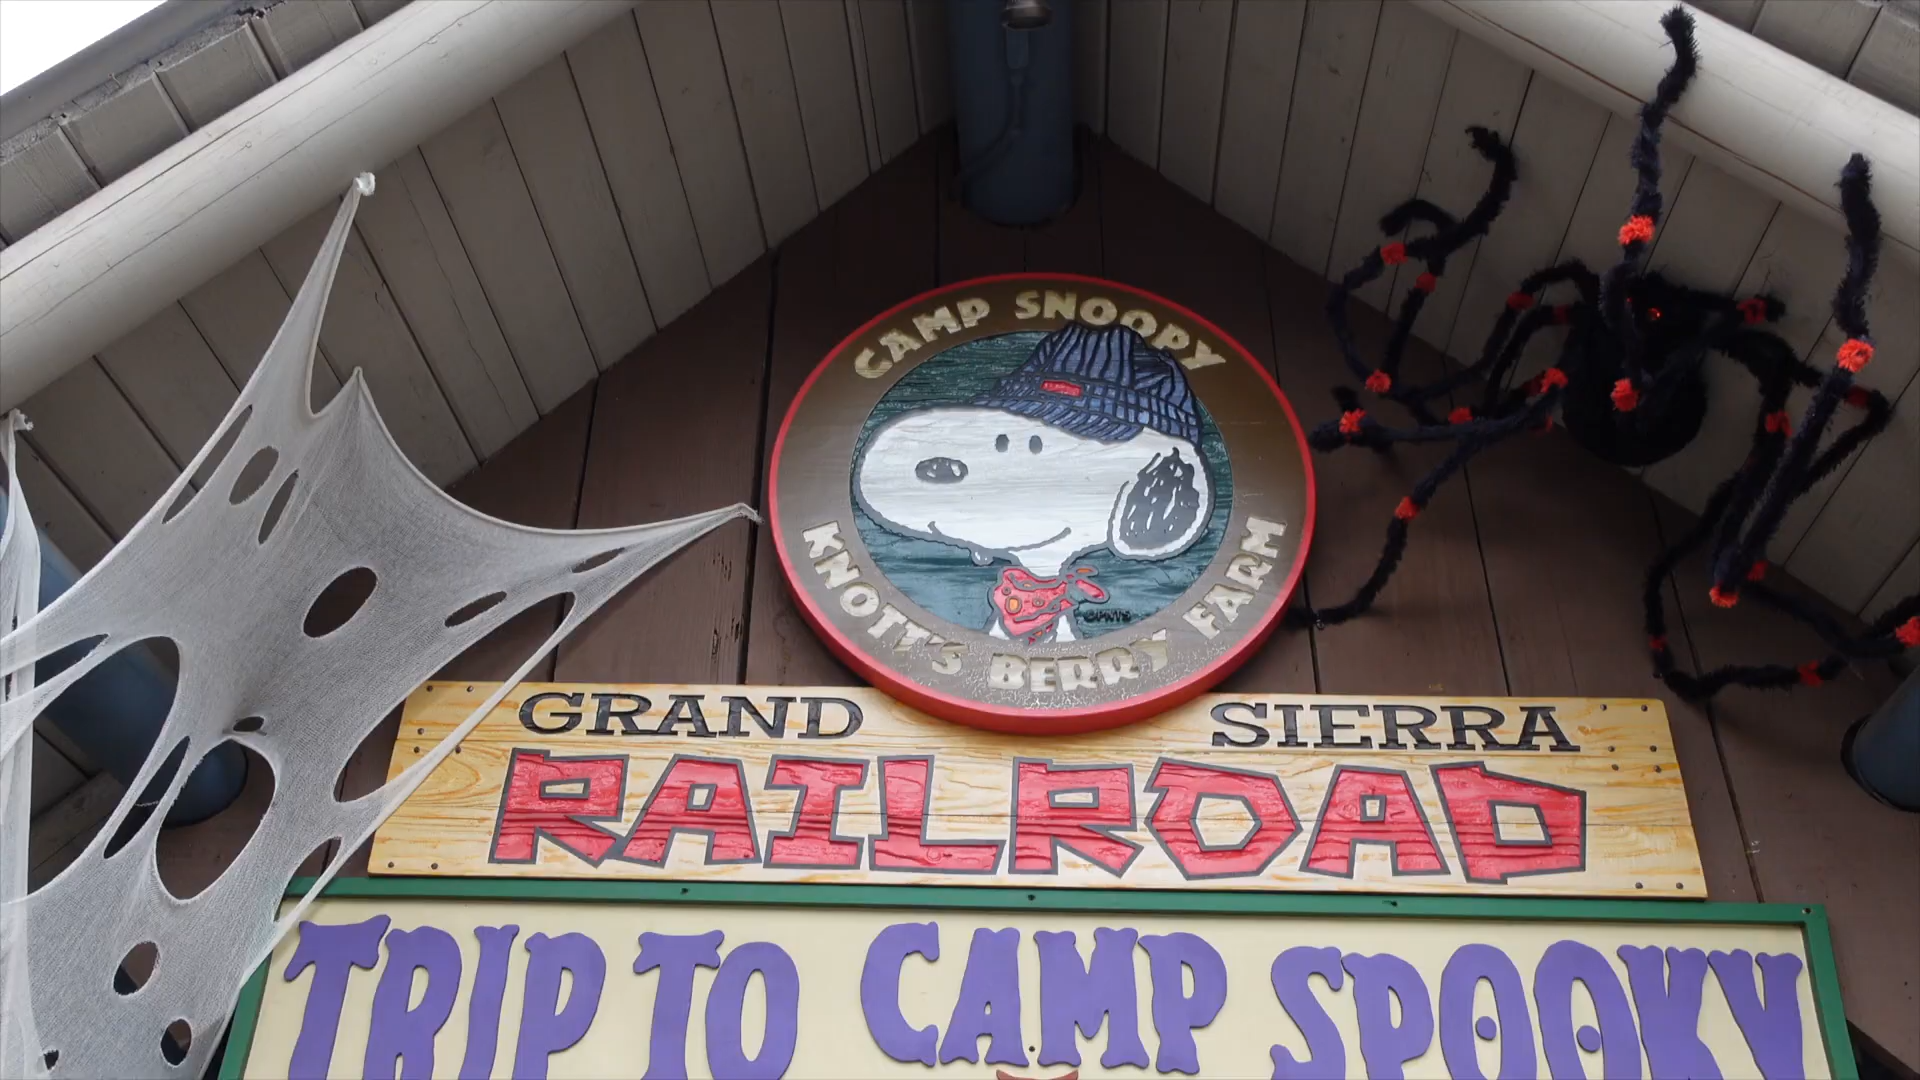 CAMP SNOOPY
KNOTT'S BERRY FARM
GRAND SIERRA
RAILROAD
TRIP TO CAMP SPOOKY